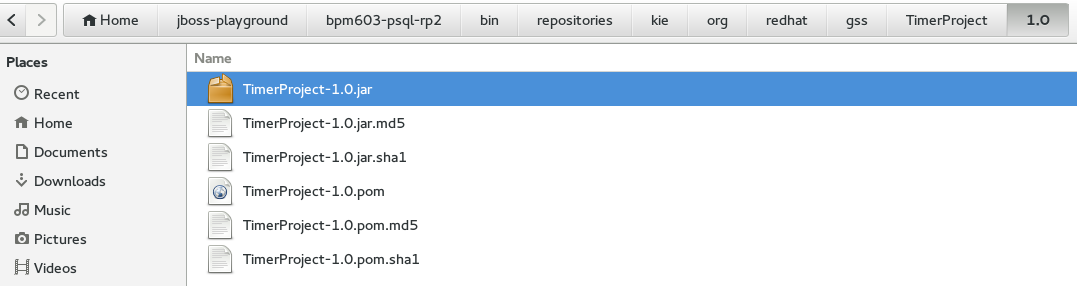 Home jboss-playground bpm603-psql-rp2 bin repositories kie org redhat gss TimerProject 1.0
Places
Recent
Home
Documents
Downloads
Music
Pictures
Videos
Name
TimerProject-1.0.jar
TimerProject-1.0.jar.md5
TimerProject-1.0.jar.sha1
TimerProject-1.0.pom
TimerProject-1.0.pom.md5
TimerProject-1.0.pom.sha1